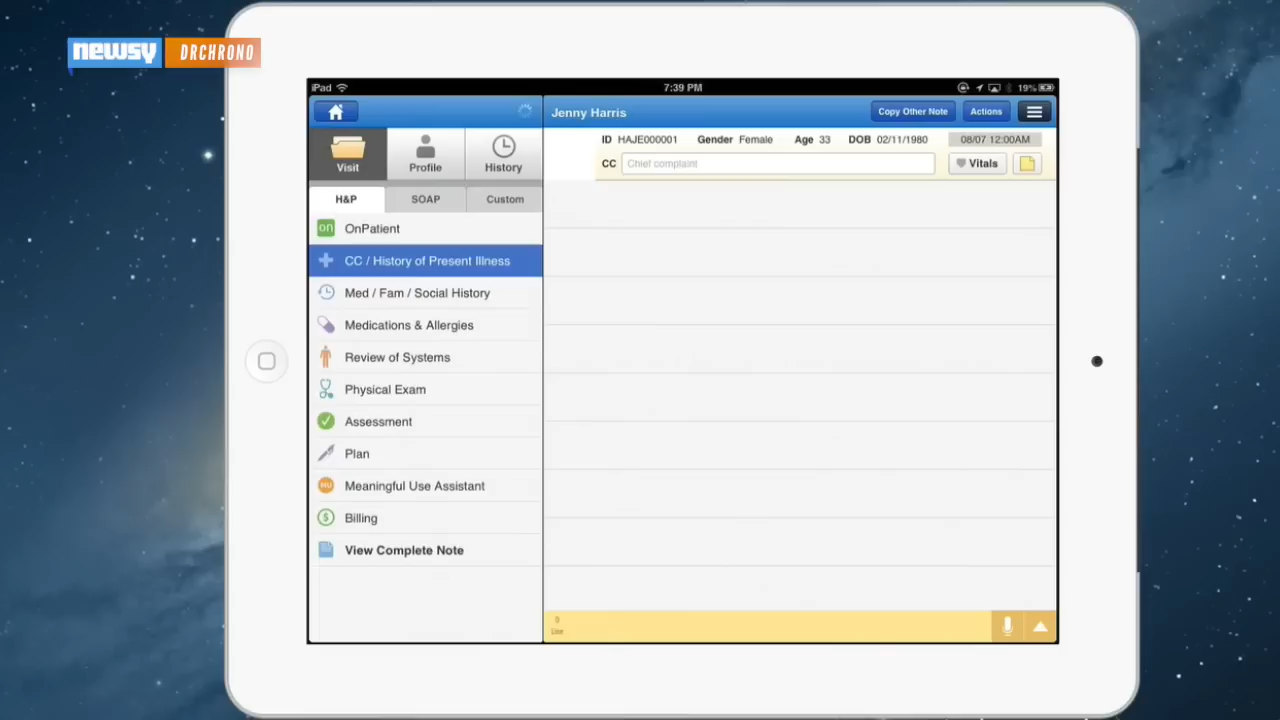 newsy DRCHRONO
iPad 7:39 PM 19%
Jenny Harris Copy Other Note Actions
Visit Profile History
ID HAJE000001 Gender Female Age 33 DOB 02/11/1980 08/07 12:00AM
CC Chief complaint Vitals
H&P SOAP Custom
on OnPatient
CC / History of Present Illness
Med / Fam / Social History
Medications & Allergies
Review of Systems
Physical Exam
Assessment
Plan
MU Meaningful Use Assistant
$ Billing
View Complete Note
0
Line